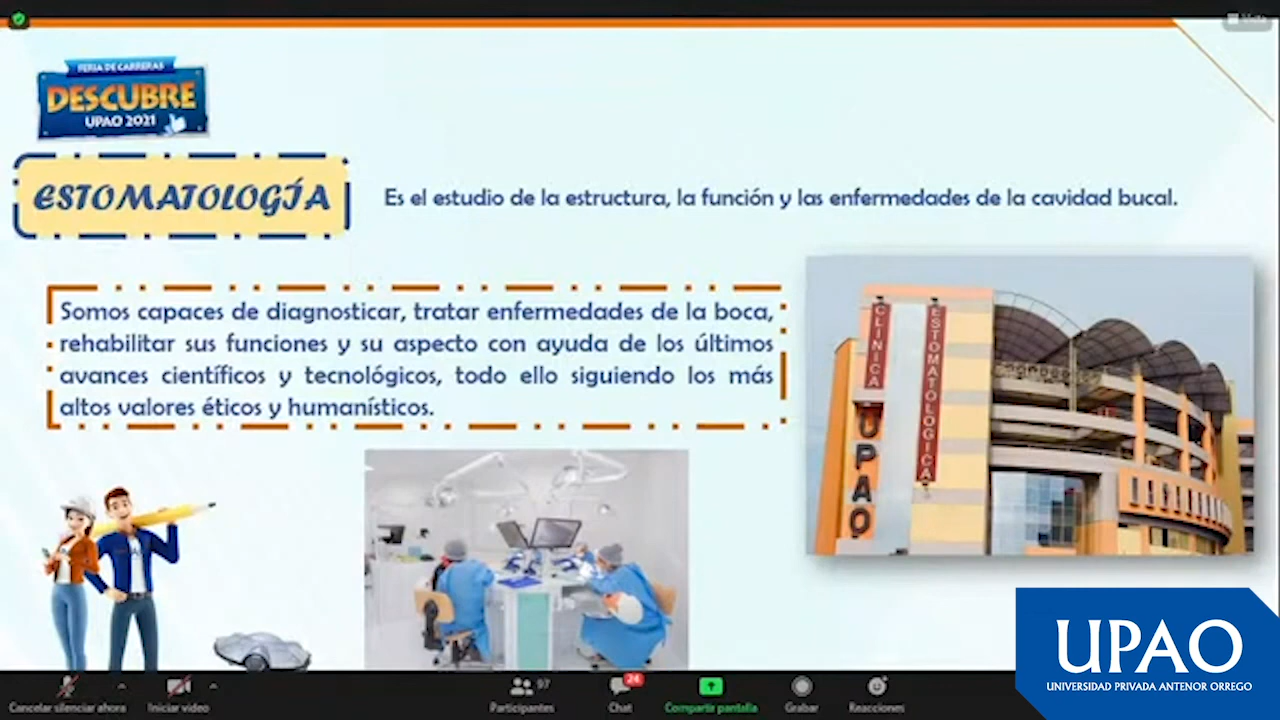 Vista
FERIA DE CARRERAS
DESCUBRE
UPAO 2021
ESTOMATOLOGÍA
Es el estudio de la estructura, la función y las enfermedades de la cavidad bucal.
Somos capaces de diagnosticar, tratar enfermedades de la boca,
rehabilitar sus funciones y su aspecto con ayuda de los últimos
avances científicos y tecnológicos, todo ello siguiendo los más
altos valores éticos y humanísticos.
CLINICA
ESTOMATOLOGICA
UPAO
UPAO
UNIVERSIDAD PRIVADA ANTENOR ORREGO
Cancelar silenciar ahora
Iniciar video
97
Participantes
24
Chat
Compartir pantalla
Grabar
Reacciones